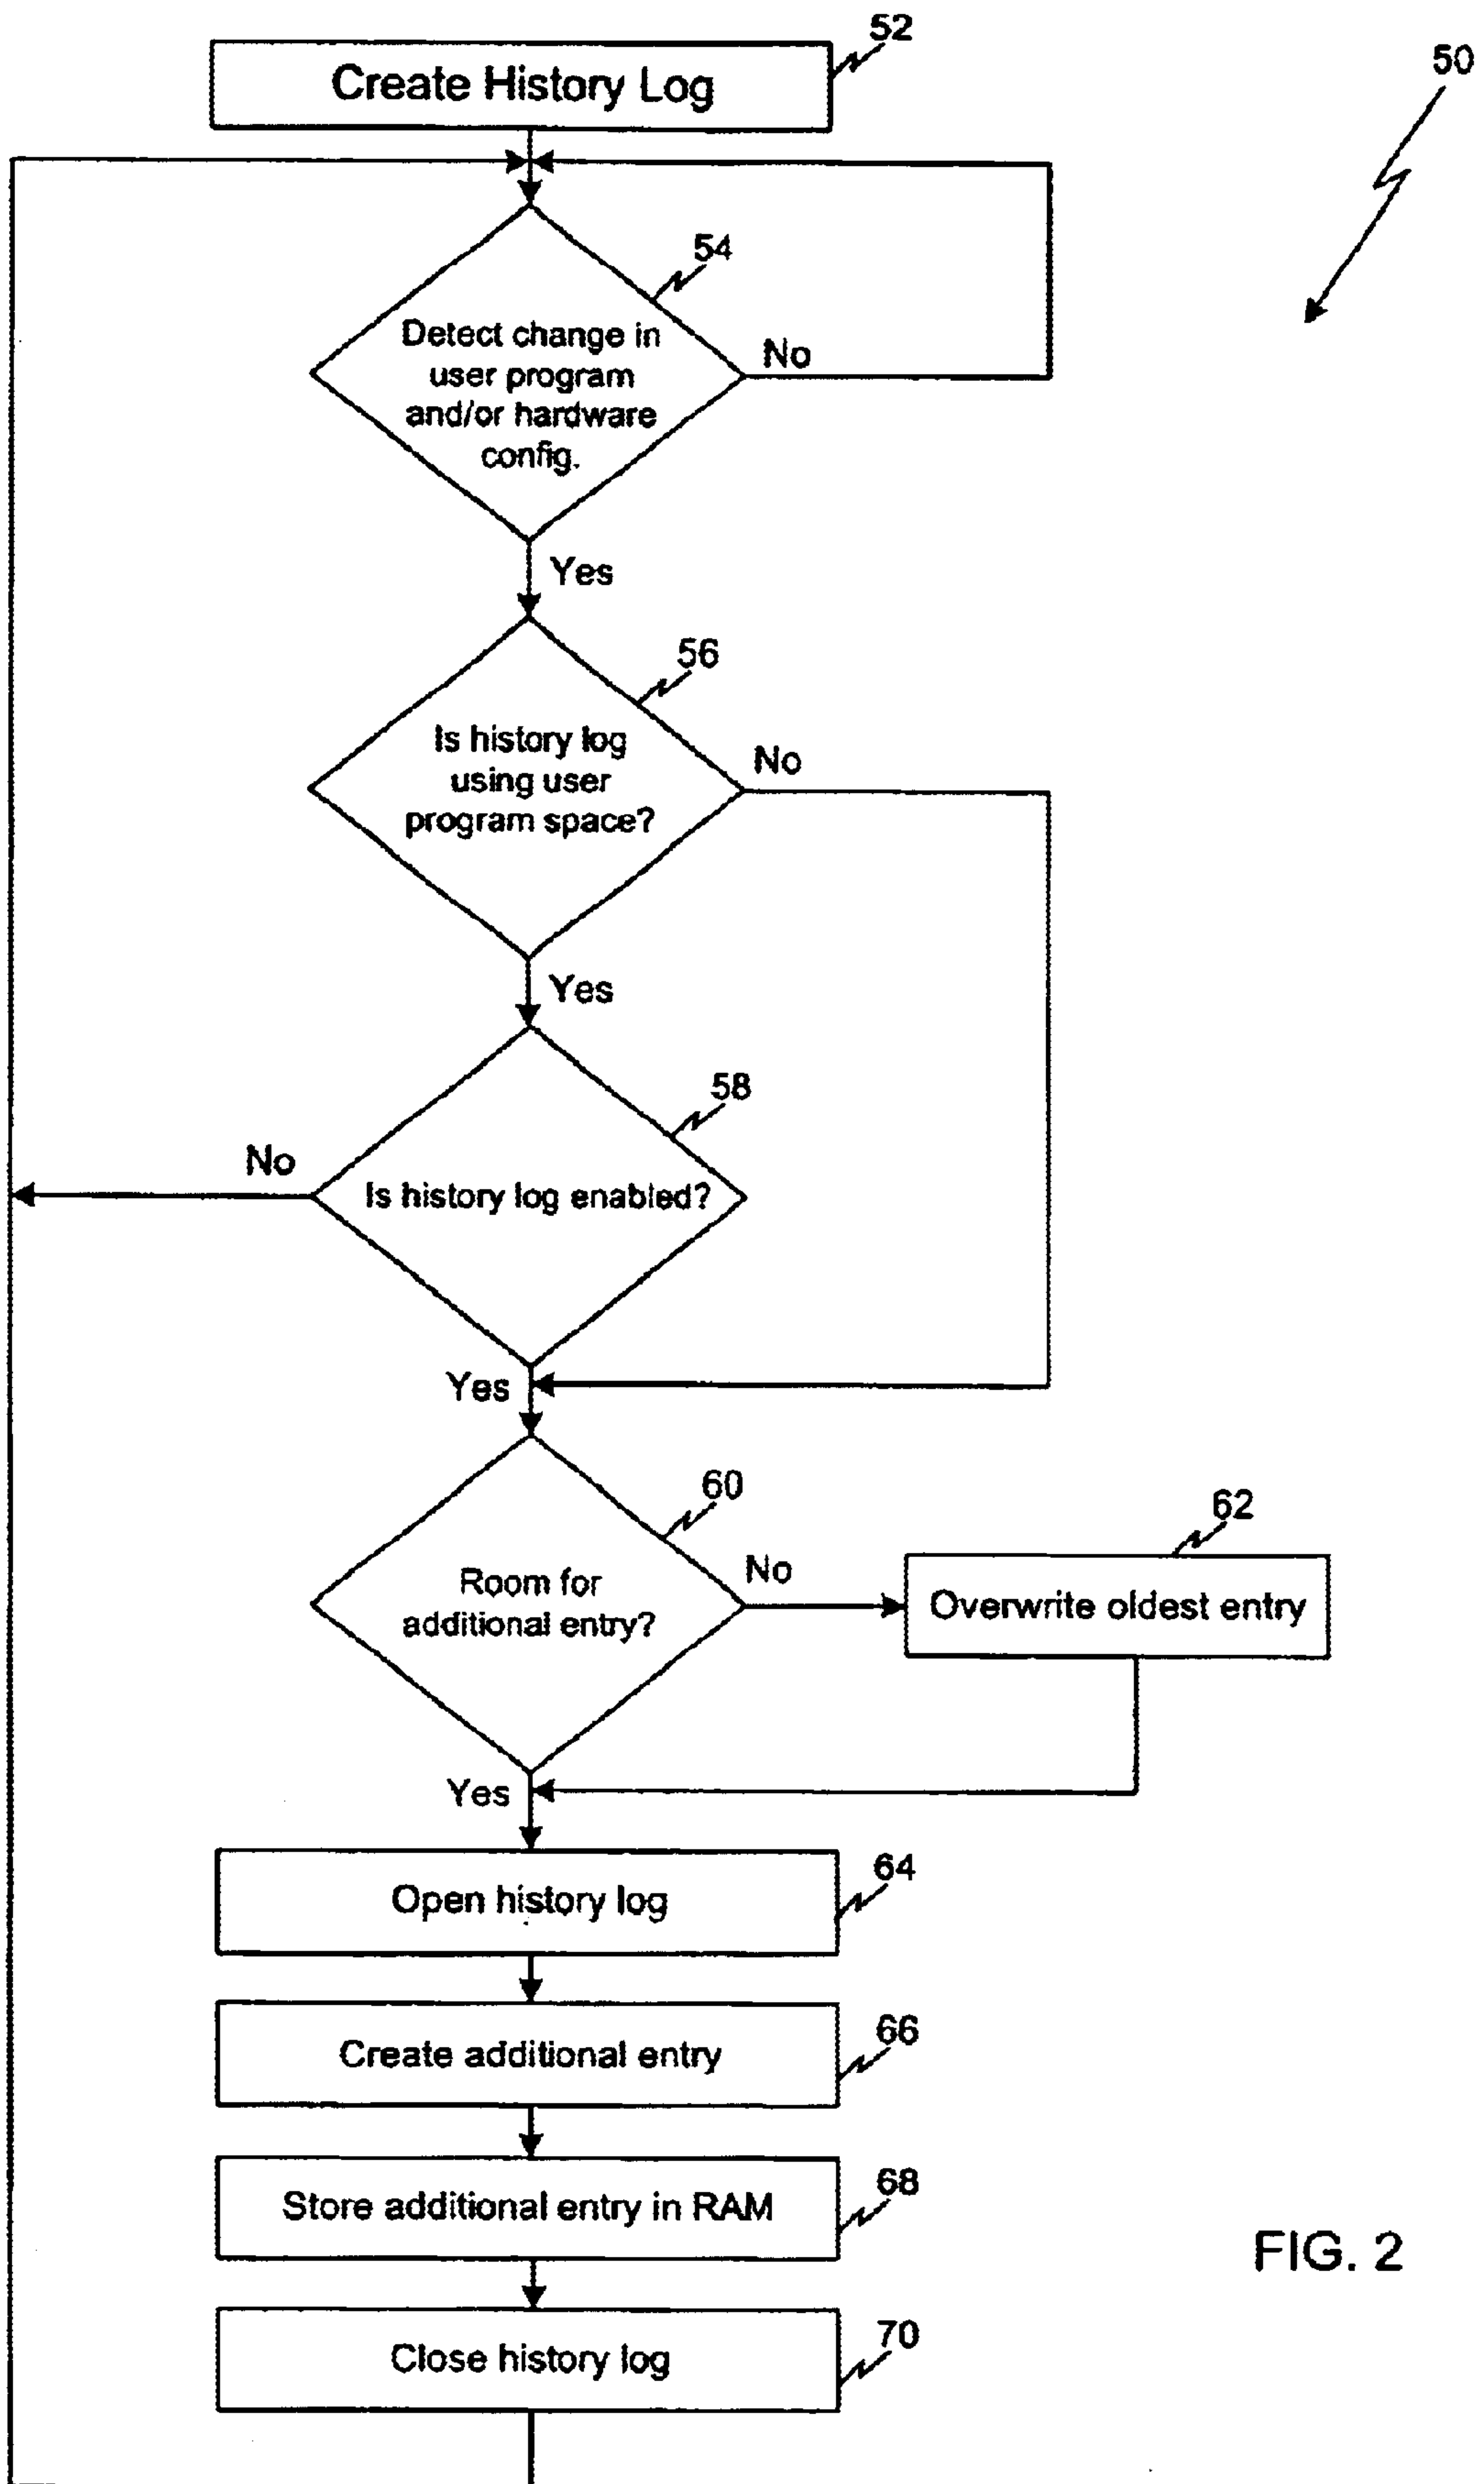 52
Create History Log
50
54
Detect change in
user program
and/or hardware
config.
No
Yes
56
Is history log
using user
program space?
No
Yes
58
No
Is history log enabled?
Yes
60
62
Room for
additional entry?
No
Overwrite oldest entry
Yes
64
Open history log
66
Create additional entry
68
Store additional entry in RAM
FIG. 2
70
Close history log